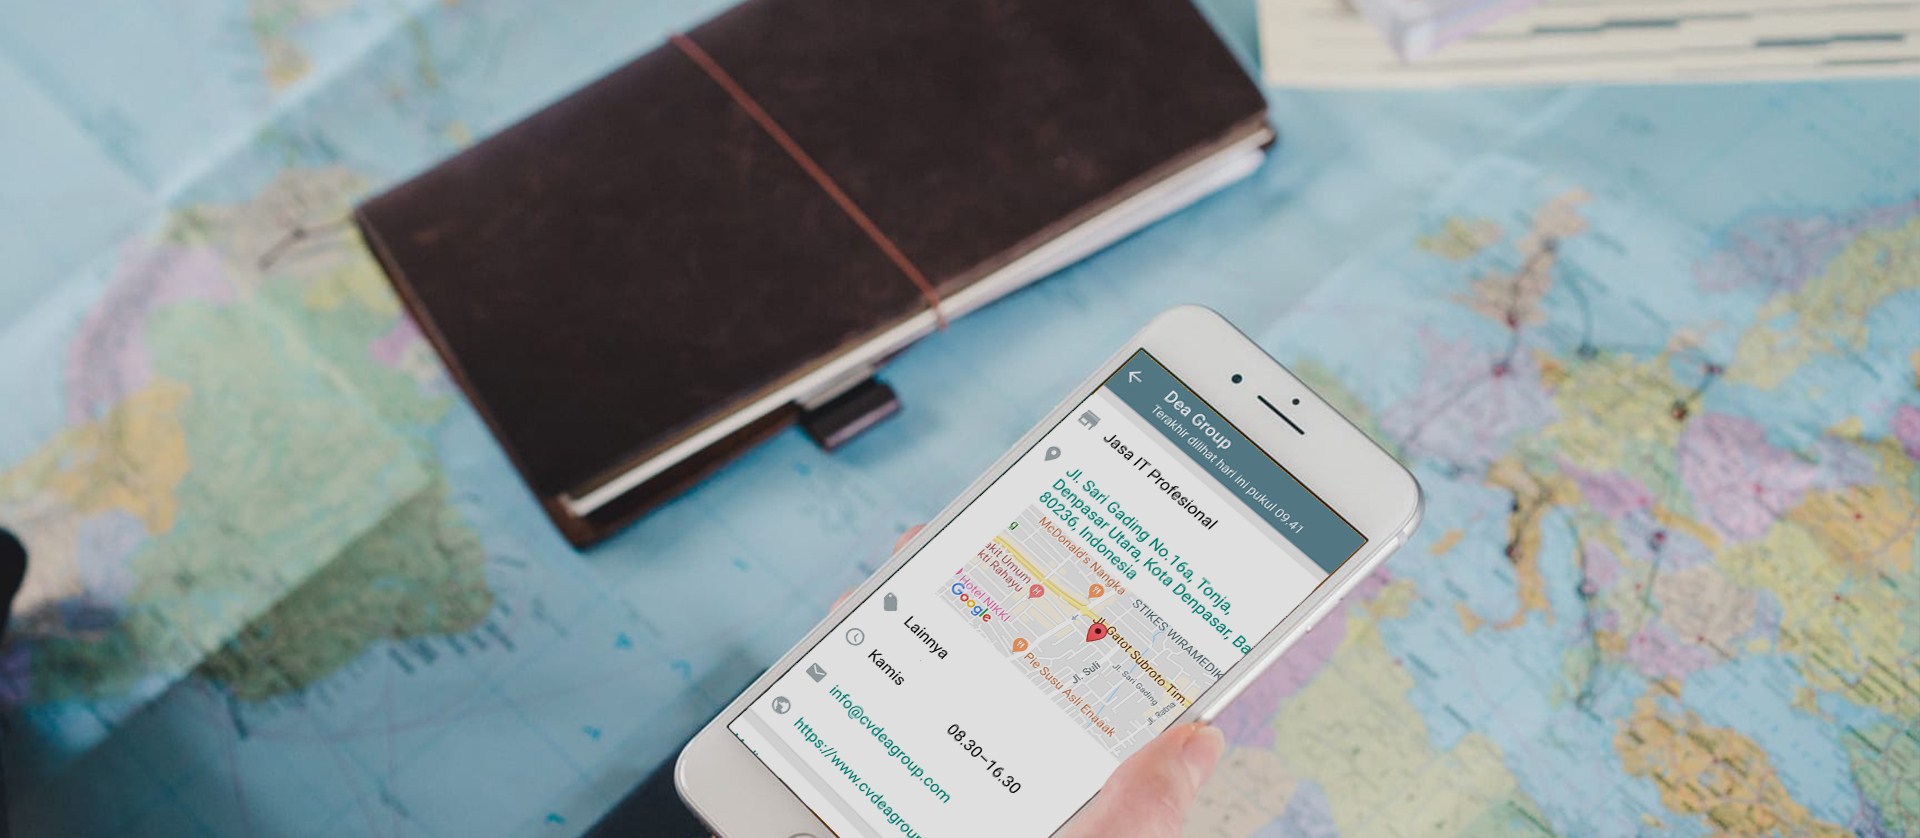 Dea Group
Terakhir dilihat hari ini pukul 09.41
Jasa IT Profesional
Jl. Sari Gading No.16a, Tonja,
Denpasar Utara, Kota Denpasar, Ba
80236, Indonesia
McDonald's Nangka
g
akit Umum
kti Rahayu
Hotel NIKKI
Google
STIKES WIRAMEDIK
Jl. Gatot Subroto Tim.
Jl. Suli
Jl. Sari Gading
Jl. Ratna
Pie Susu Asli Enaaak
Lainnya
Kamis
08.30–16.30
info@cvdeagroup.com
https://www.cvdeagroup